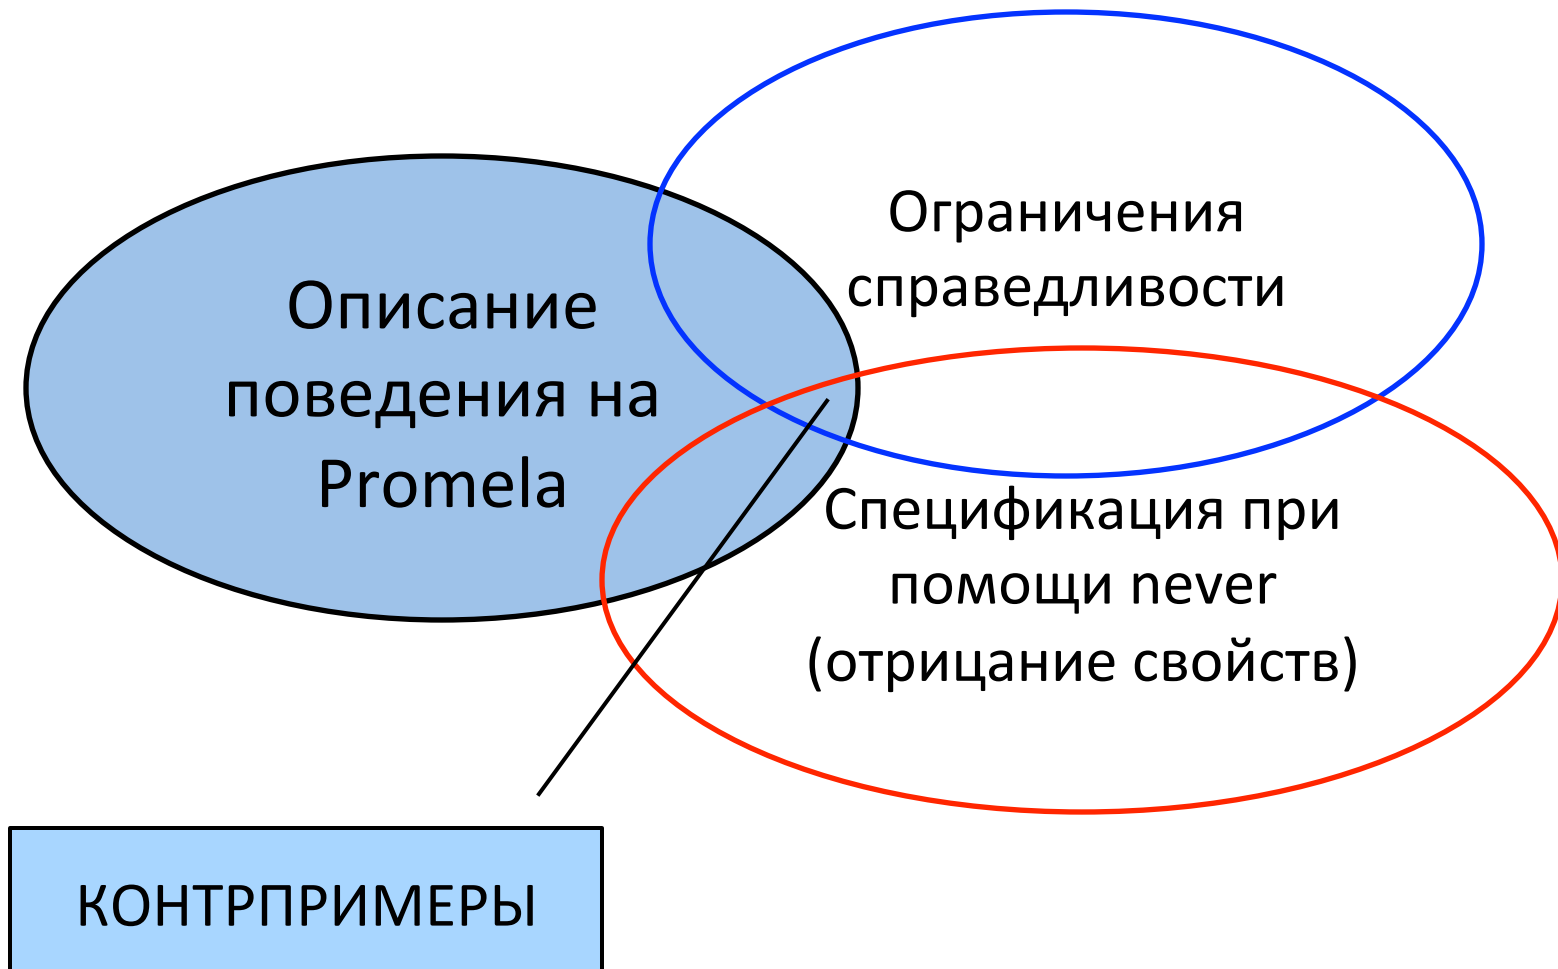 Описание
поведения на
Promela
Ограничения
справедливости
Спецификация при
помощи never
(отрицание свойств)
КОНТРПРИМЕРЫ